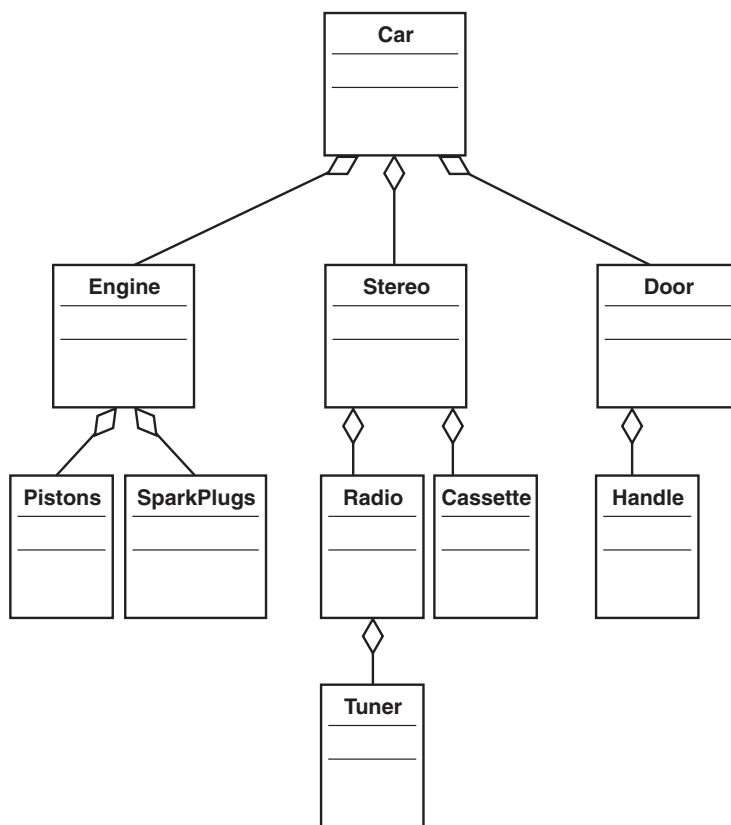 Car
Engine
Stereo
Door
Pistons
SparkPlugs
Radio
Cassette
Handle
Tuner